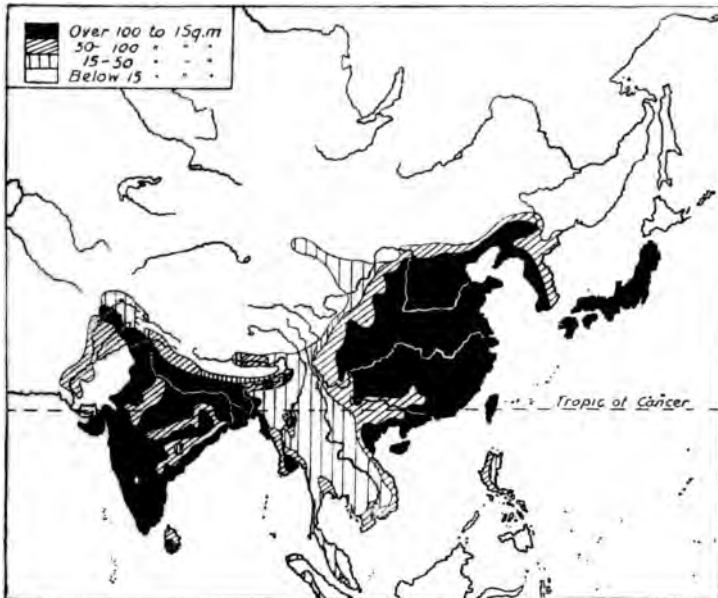 Over 100 to 1Sq.m
50-100 " " "
15-50 " - "
Below 15 " " "
Tropic of Cancer